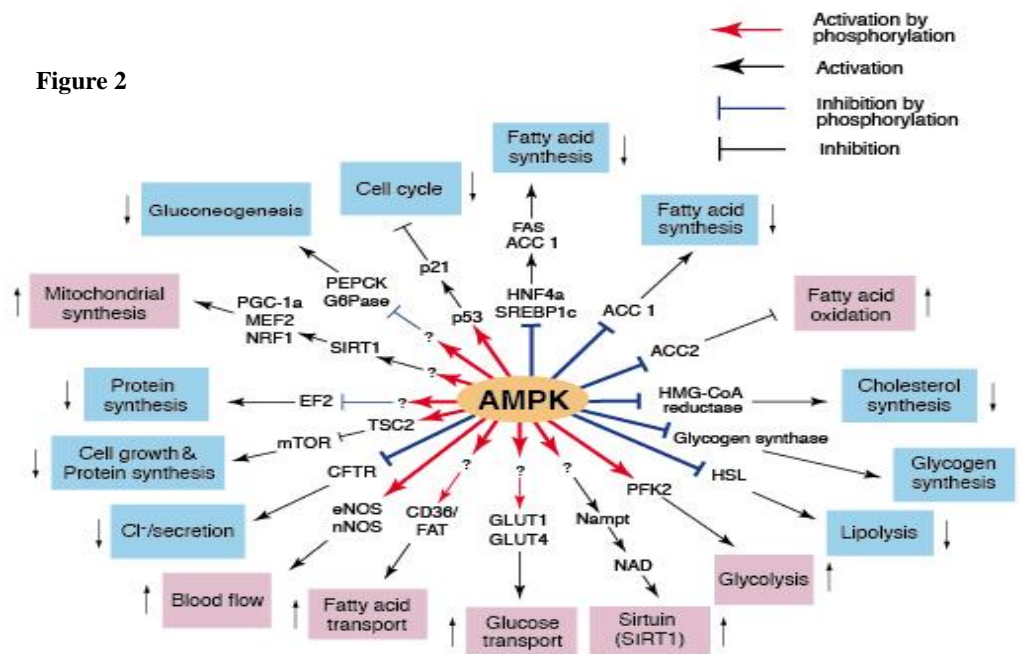 Figure 2
Activation by
phosphorylation
Activation
Inhibition by
phosphorylation
Inhibition
Fatty acid
synthesis
Cell cycle
Gluconeogenesis
Fatty acid
synthesis
FAS
ACC 1
p21
PEPCK
G6Pase
Mitochondrial
synthesis
PGC-1a
MEF2
NRF1
HNF4a
SREBP1c
ACC 1
Fatty acid
oxidation
p53
?
SIRT1
ACC2
?
Protein
synthesis
EF2
?
AMPK
HMG-CoA
reductase
Cholesterol
synthesis
TSC2
mTOR
Cell growth &
Protein synthesis
Glycogen synthase
CFTR
HSL
Glycogen
synthesis
?
?
?
PFK2
eNOS
nNOS
CD36/
FAT
GLUT1
GLUT4
Nampt
Cl-/secretion
Lipolysis
NAD
Blood flow
Fatty acid
transport
Glucose
transport
Sirtuin
(SIRT1)
Glycolysis